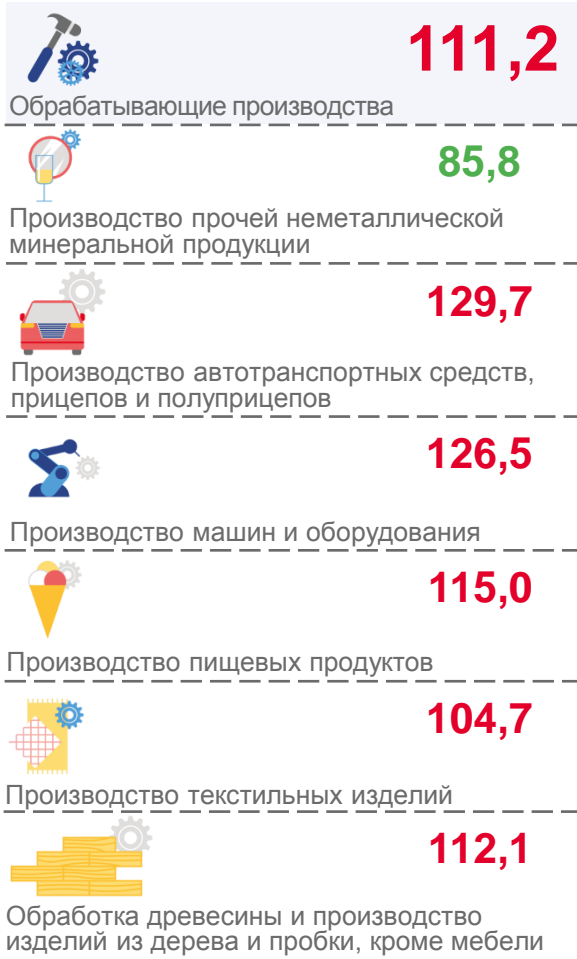 111,2
Обрабатывающие производства
85,8
Производство прочей неметаллической
минеральной продукции
129,7
Производство автотранспортных средств,
прицепов и полуприцепов
126,5
Производство машин и оборудования
115,0
Производство пищевых продуктов
104,7
Производство текстильных изделий
112,1
Обработка древесины и производство
изделий из дерева и пробки, кроме мебели